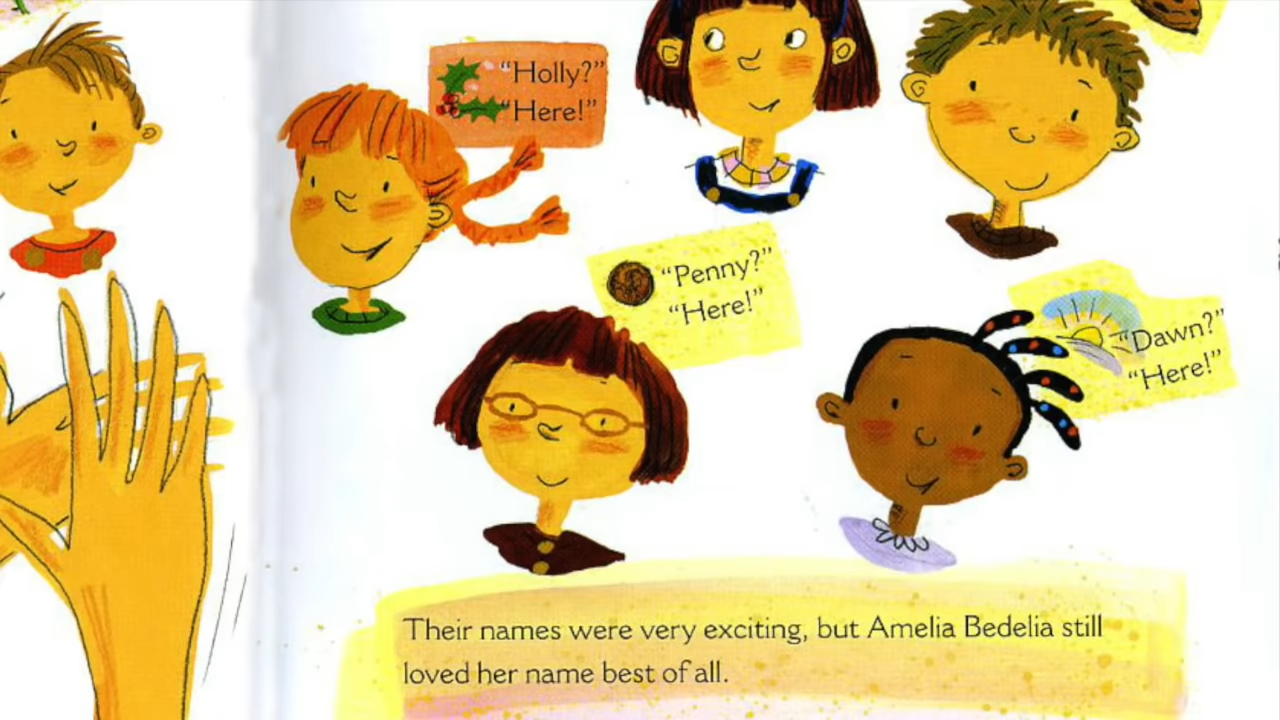 “Holly?”
“Here!”
“Penny?”
“Here!”
“Dawn?”
“Here!”
Their names were very exciting, but Amelia Bedelia still
loved her name best of all.